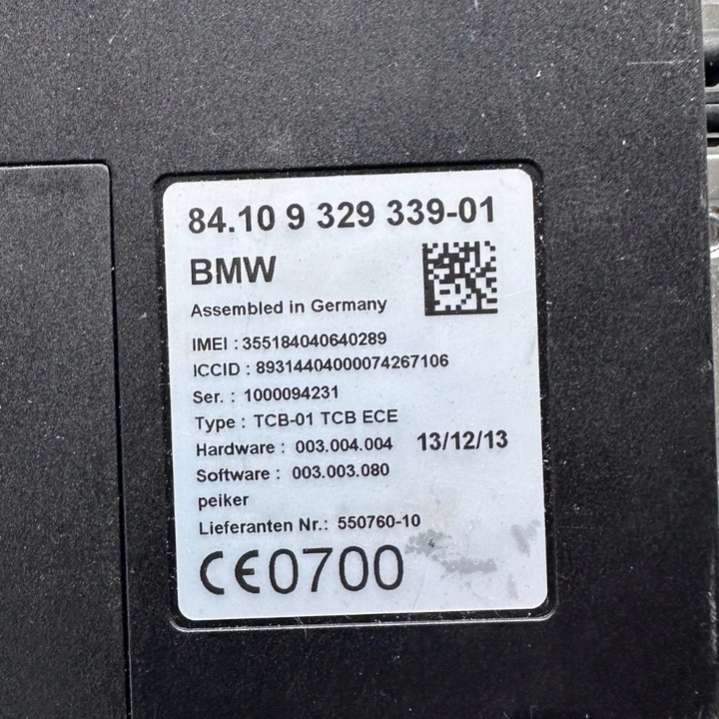 84.10 9 329 339-01
BMW
Assembled in Germany
IMEI : 355184040640289
ICCID : 89314404000074267106
Ser. : 1000094231
Type : TCB-01 TCB ECE
Hardware : 003.004.004 13/12/13
Software : 003.003.080
peiker
Lieferanten Nr.: 550760-10
CE0700